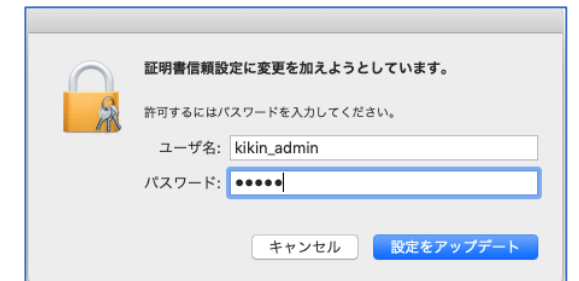 証明書信頼設定に変更を加えようとしています。
許可するにはパスワードを入力してください。
ユーザ名: kikin_admin
パスワード: •••••
キャンセル 設定をアップデート